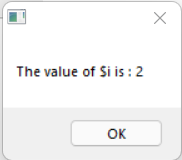 The value of $i is : 2
OK